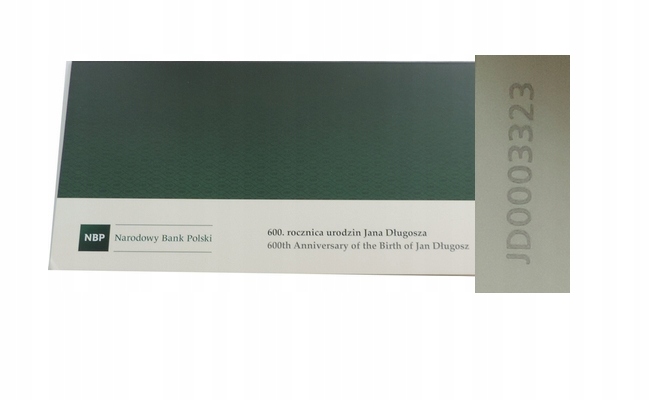 NBP
Narodowy Bank Polski
600. rocznica urodzin Jana Długosza
600th Anniversary of the Birth of Jan Długosz
JD0003323